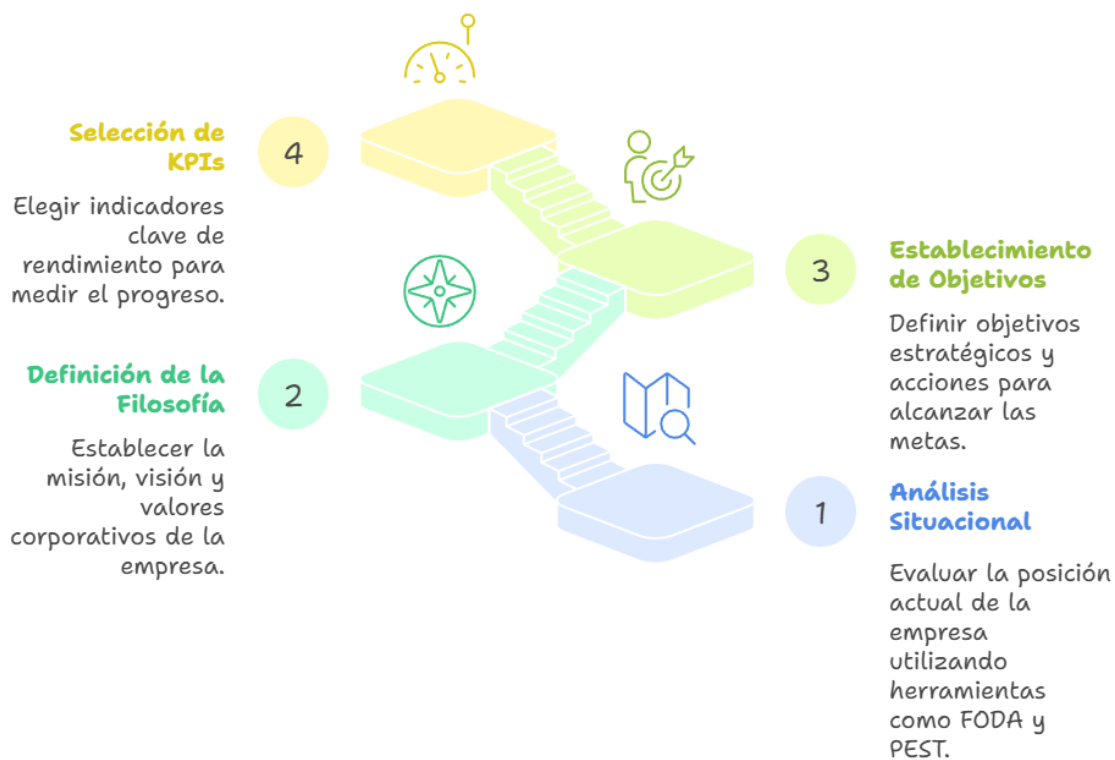 Selección de
KPIs
4
Elegir indicadores
clave de
rendimiento para
medir el progreso.
3
Establecimiento
de Objetivos
Definir objetivos
estratégicos y
acciones para
alcanzar las
metas.
Definición de la
Filosofía
2
Establecer la
misión, visión y
valores
corporativos de la
empresa.
1
Análisis
Situacional
Evaluar la posición
actual de la
empresa
utilizando
herramientas
como FODA y
PEST.